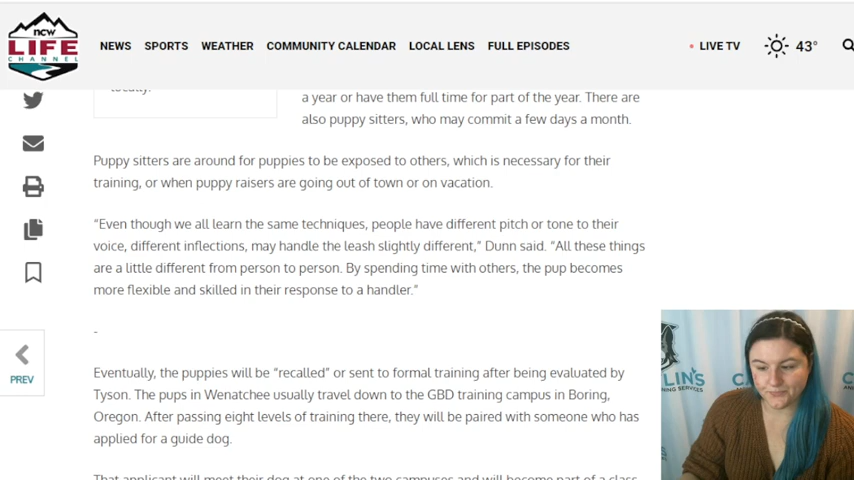 ncw
LIFE
CHANNEL
NEWS
SPORTS
WEATHER
COMMUNITY CALENDAR
LOCAL LENS
FULL EPISODES
LIVE TV
43°
locally.
a year or have them full time for part of the year. There are
also puppy sitters, who may commit a few days a month.
Puppy sitters are around for puppies to be exposed to others, which is necessary for their
training, or when puppy raisers are going out of town or on vacation.
“Even though we all learn the same techniques, people have different pitch or tone to their
voice, different inflections, may handle the leash slightly different,” Dunn said. “All these things
are a little different from person to person. By spending time with others, the pup becomes
more flexible and skilled in their response to a handler.”
-
Eventually, the puppies will be “recalled” or sent to formal training after being evaluated by
Tyson. The pups in Wenatchee usually travel down to the GBD training campus in Boring,
Oregon. After passing eight levels of training there, they will be paired with someone who has
applied for a guide dog.
That applicant will meet their dog at one of the two campuses and will become part of a class
PREV
LIN'S
NING SERVICES